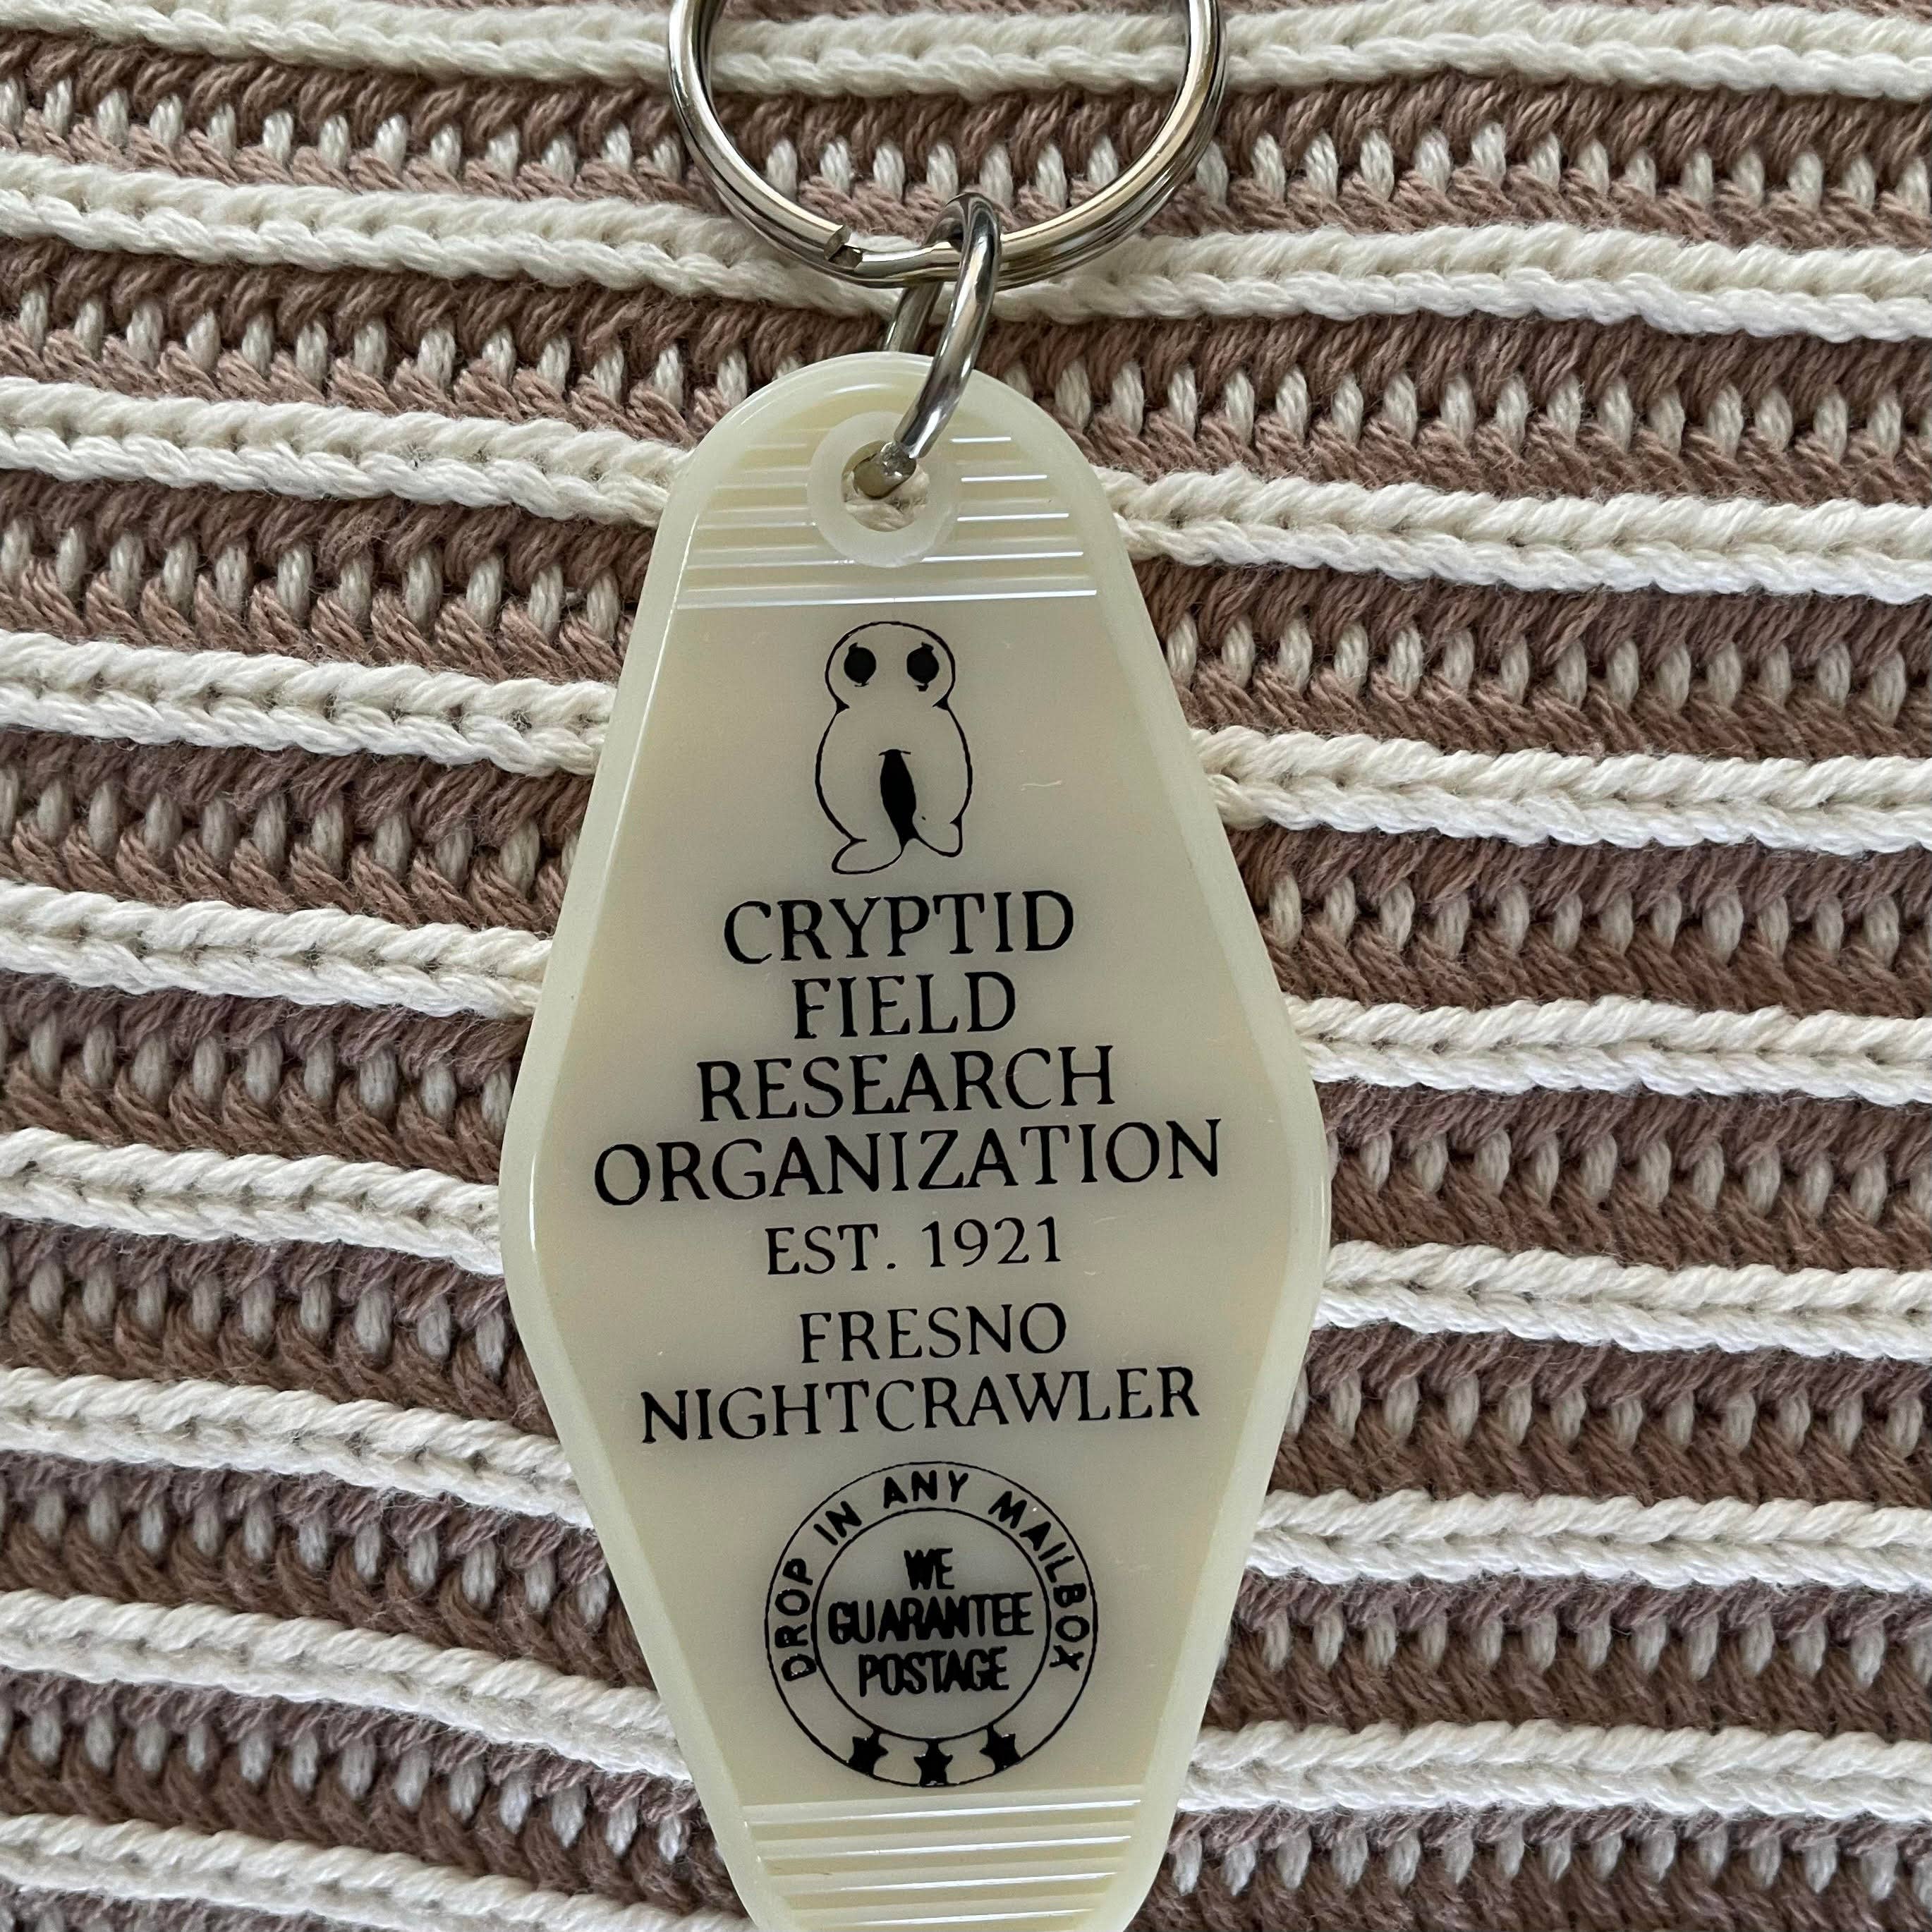 CRYPTID
FIELD
RESEARCH
ORGANIZATION
EST. 1921
FRESNO
NIGHTCRAWLER
DROP IN ANY MAILBOX
WE
GUARANTEE
POSTAGE